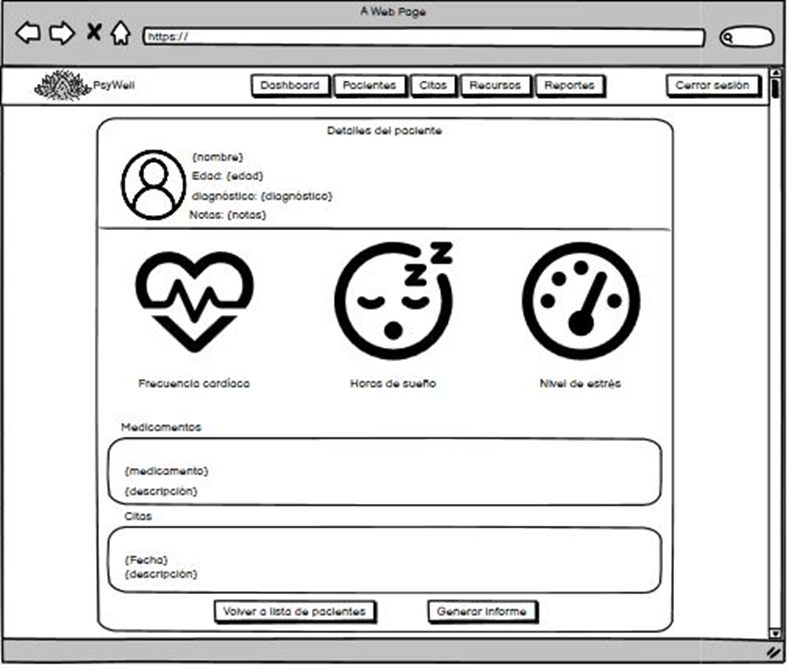 A Web Page
https://
PsyWell
Dashboard Pacientes Citas Recursos Reportes Cerrar sesión
Detalles del paciente
{nombre}
Edad: {edad}
diagnóstico: {diagnóstico}
Notas: {notas}
z z
Frecuencia cardíaca Horas de sueño Nivel de estrés
Medicamentos
{medicamento}
{descripción}
Citas
{Fecha}
{descripción}
Volver a lista de pacientes Generar informe